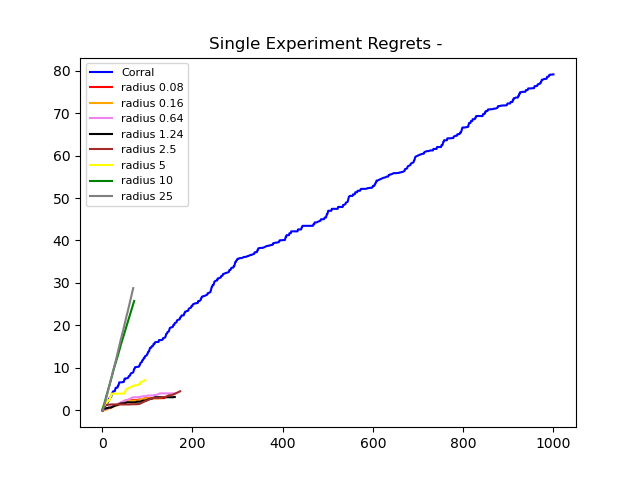 Single Experiment Regrets -
80
70
60
50
40
30
20
10
0
Corral
radius 0.08
radius 0.16
radius 0.64
radius 1.24
radius 2.5
radius 5
radius 10
radius 25
0 200 400 600 800 1000